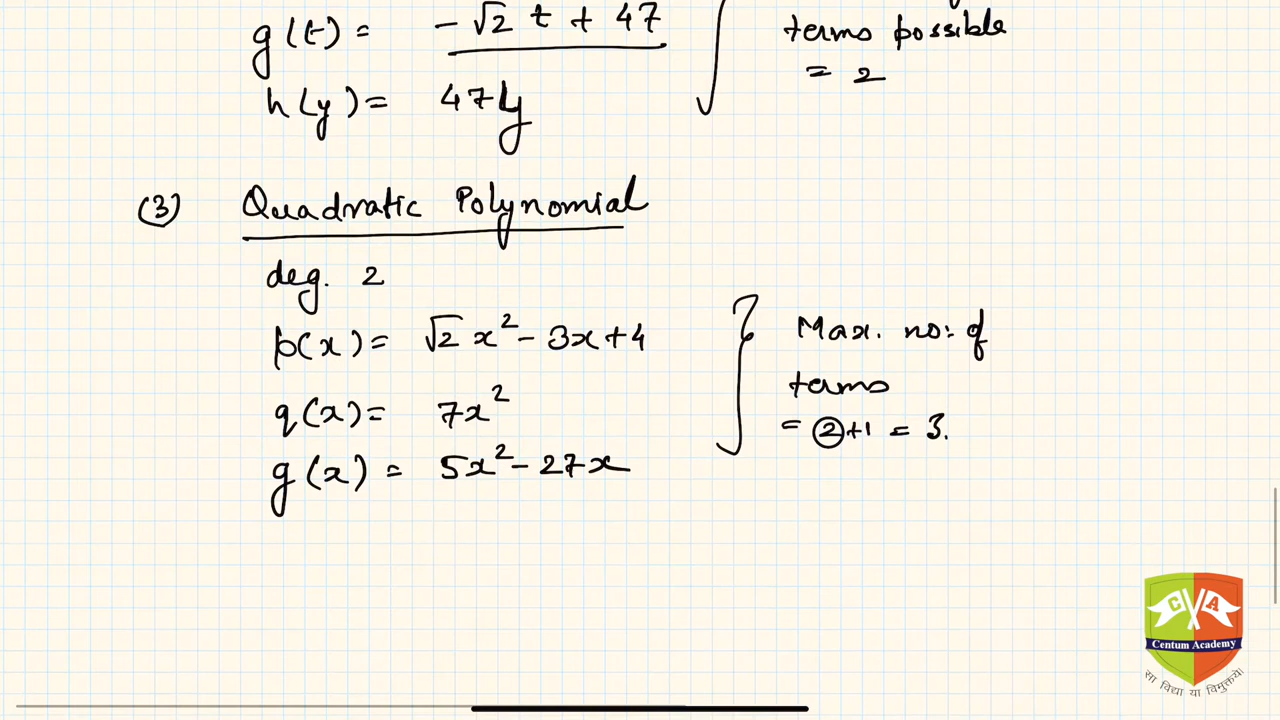 g(t) = -√2 t + 47
terms possible
= 2
h(y) = 47y
(3) Quadratic Polynomial
deg. 2
p(x) = √2 x² - 3x + 4
Max. no: of
terms
q(x) = 7x²
= 2+1 = 3.
g(x) = 5x² - 27x
C A
Centum Academy
सा विद्या या विमुक्तये।